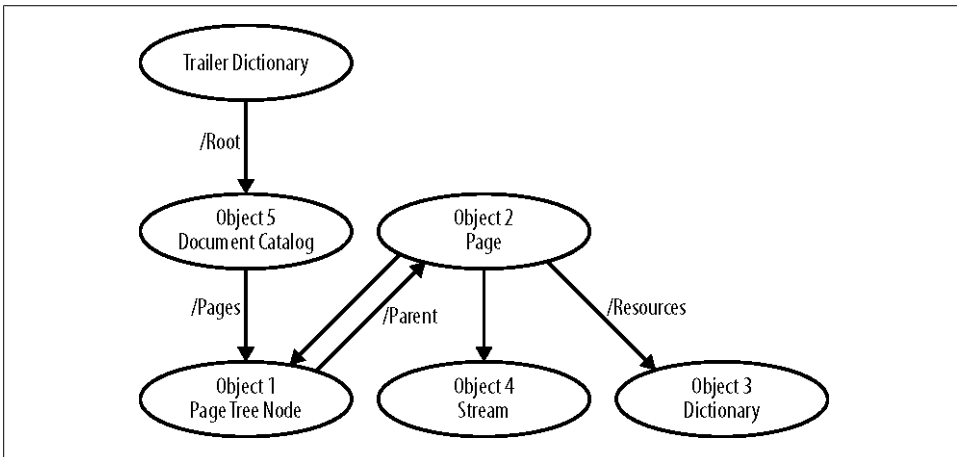 Trailer Dictionary
/Root
Object 5
Document Catalog
Object 2
Page
/Pages
/Parent
/Resources
Object 1
Page Tree Node
Object 4
Stream
Object 3
Dictionary